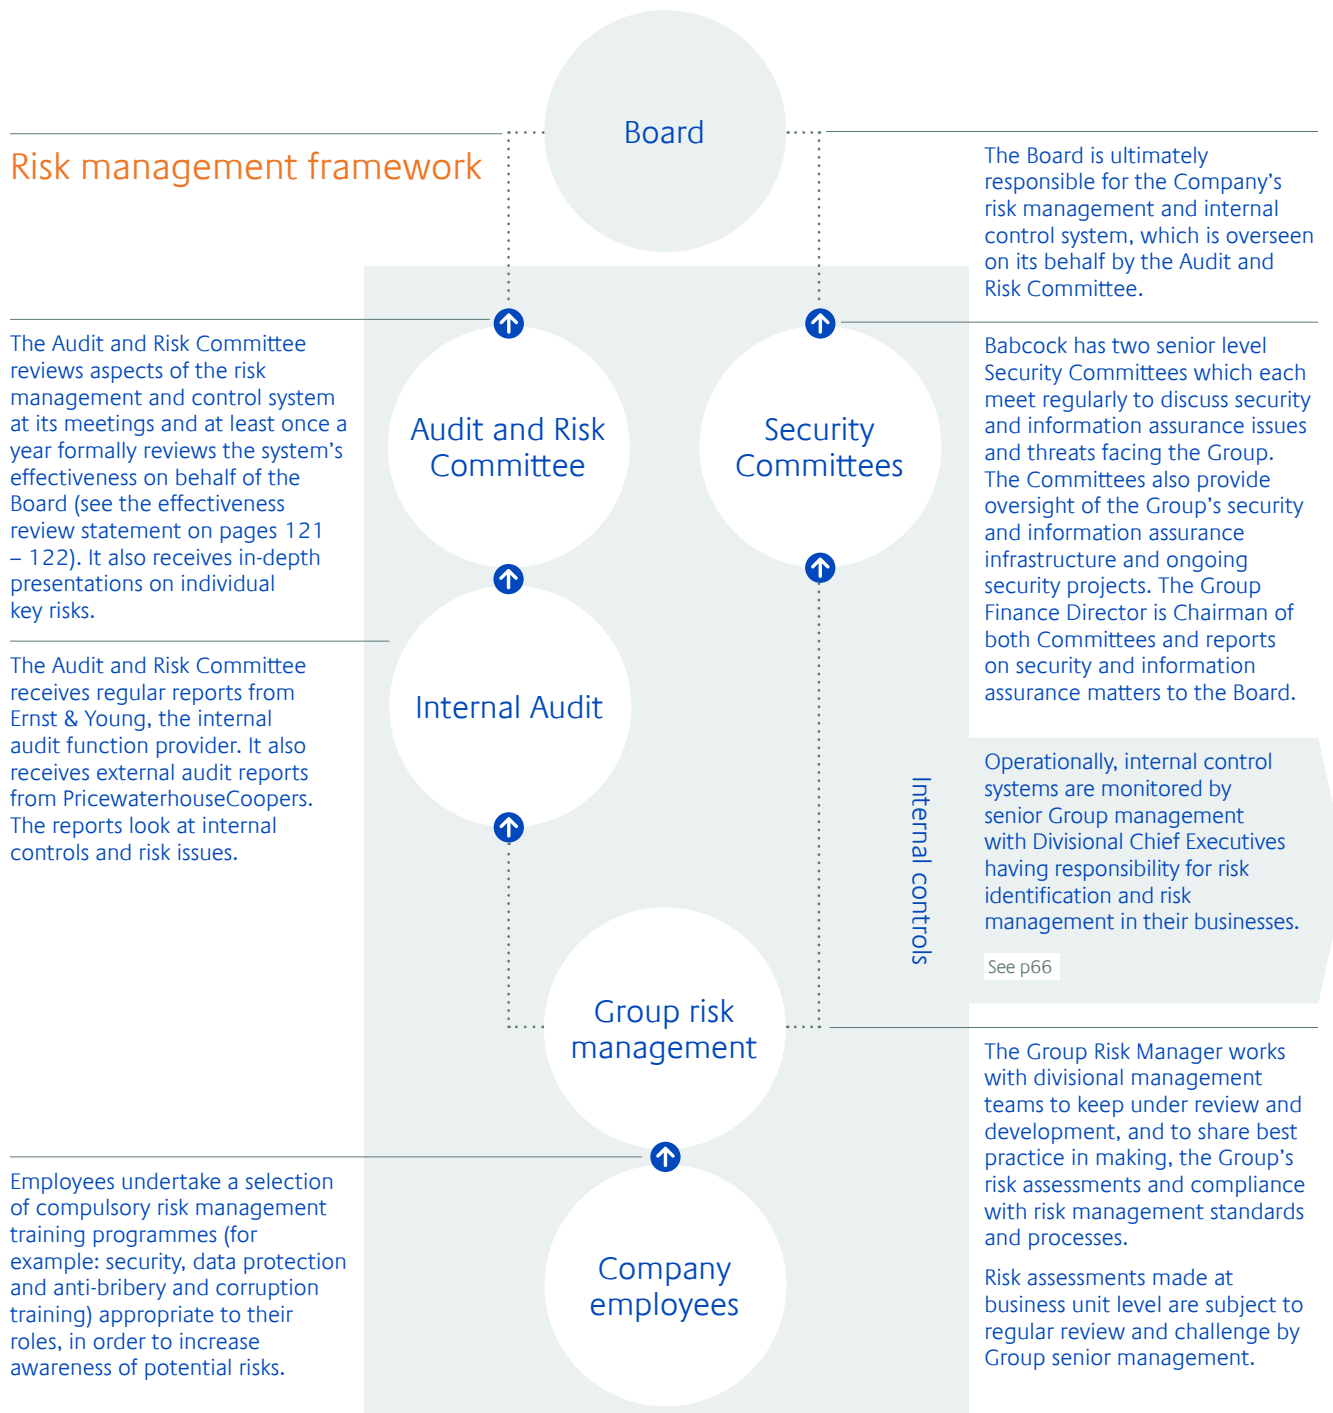 Board
Risk management framework
The Board is ultimately
responsible for the Company’s
risk management and internal
control system, which is overseen
on its behalf by the Audit and
Risk Committee.
The Audit and Risk Committee
reviews aspects of the risk
management and control system
at its meetings and at least once a
year formally reviews the system’s
effectiveness on behalf of the
Board (see the effectiveness
review statement on pages 121
– 122). It also receives in-depth
presentations on individual
key risks.
Audit and Risk
Committee
Security
Committees
Babcock has two senior level
Security Committees which each
meet regularly to discuss security
and information assurance issues
and threats facing the Group.
The Committees also provide
oversight of the Group’s security
and information assurance
infrastructure and ongoing
security projects. The Group
Finance Director is Chairman of
both Committees and reports
on security and information
assurance matters to the Board.
The Audit and Risk Committee
receives regular reports from
Ernst & Young, the internal
audit function provider. It also
receives external audit reports
from PricewaterhouseCoopers.
The reports look at internal
controls and risk issues.
Internal Audit
Internal controls
Operationally, internal control
systems are monitored by
senior Group management
with Divisional Chief Executives
having responsibility for risk
identification and risk
management in their businesses.
See p66
Group risk
management
The Group Risk Manager works
with divisional management
teams to keep under review and
development, and to share best
practice in making, the Group’s
risk assessments and compliance
with risk management standards
and processes.
Risk assessments made at
business unit level are subject to
regular review and challenge by
Group senior management.
Employees undertake a selection
of compulsory risk management
training programmes (for
example: security, data protection
and anti-bribery and corruption
training) appropriate to their
roles, in order to increase
awareness of potential risks.
Company
employees